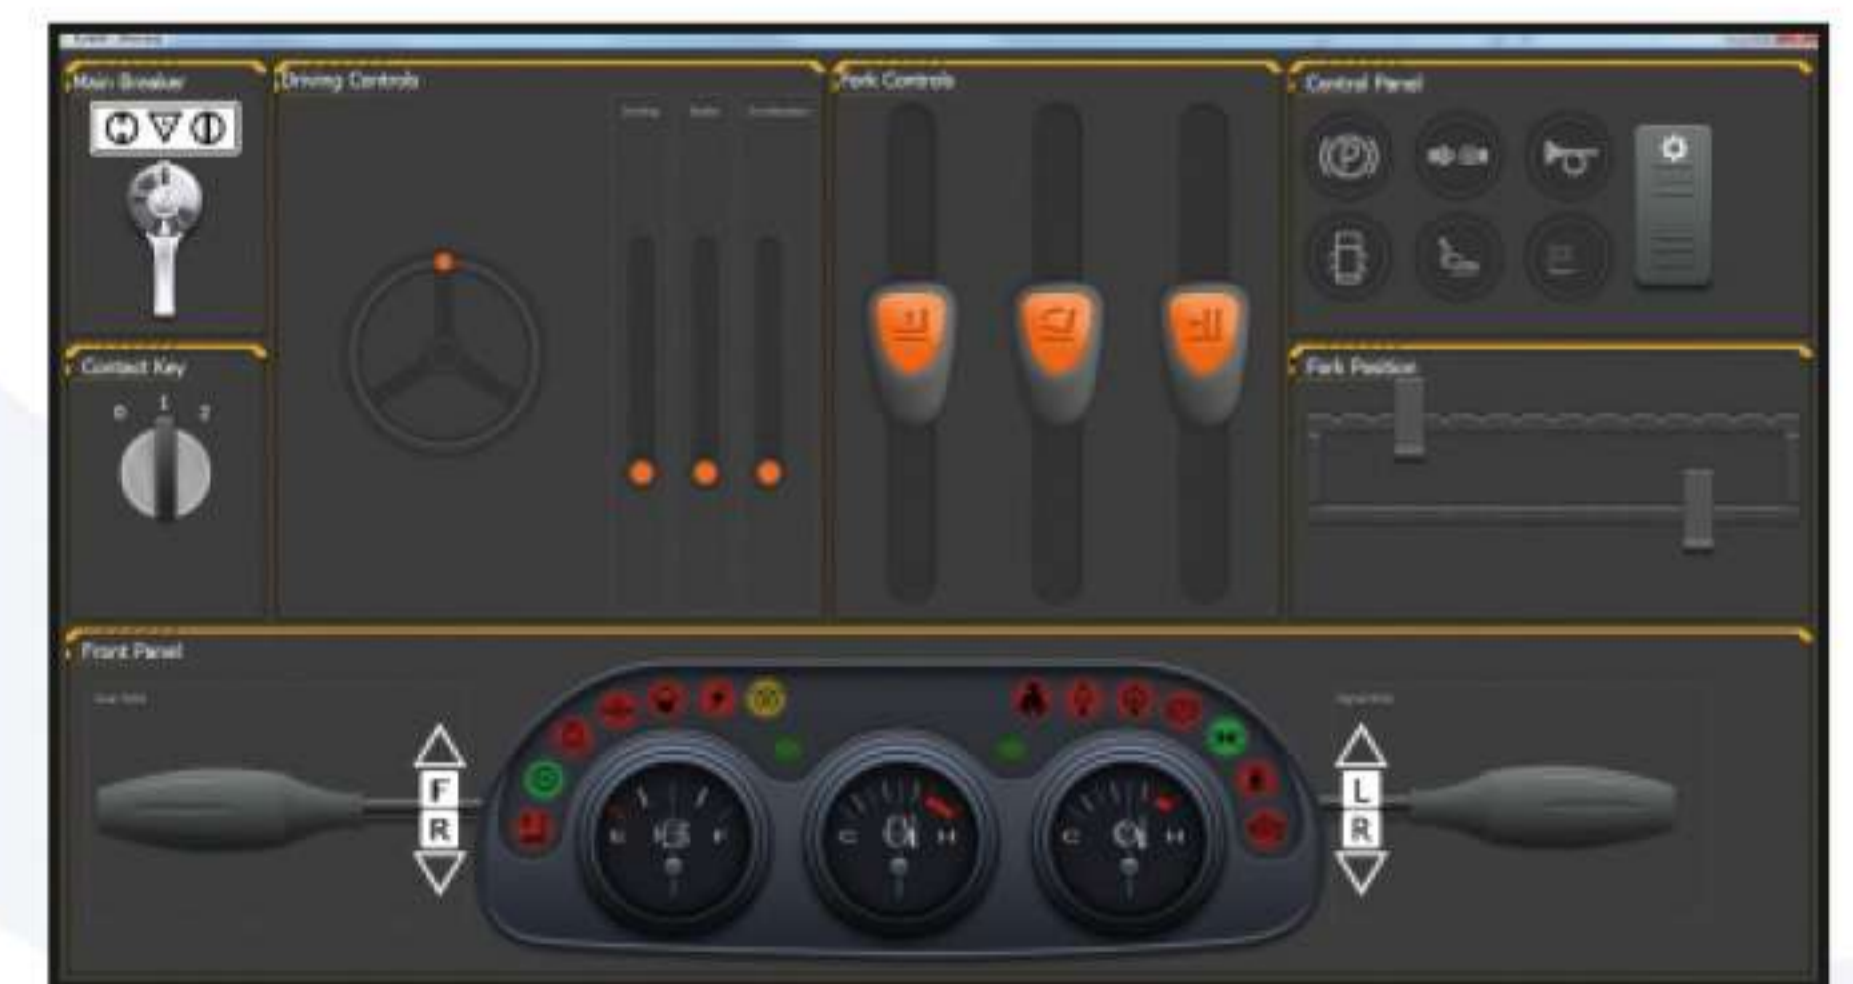 Main Breaker
Driving Controls
Fork Controls
Control Panel
P
Contact Key
0 1 2
Fork Position
Front Panel
F
R
E F
C H
C H
L
R